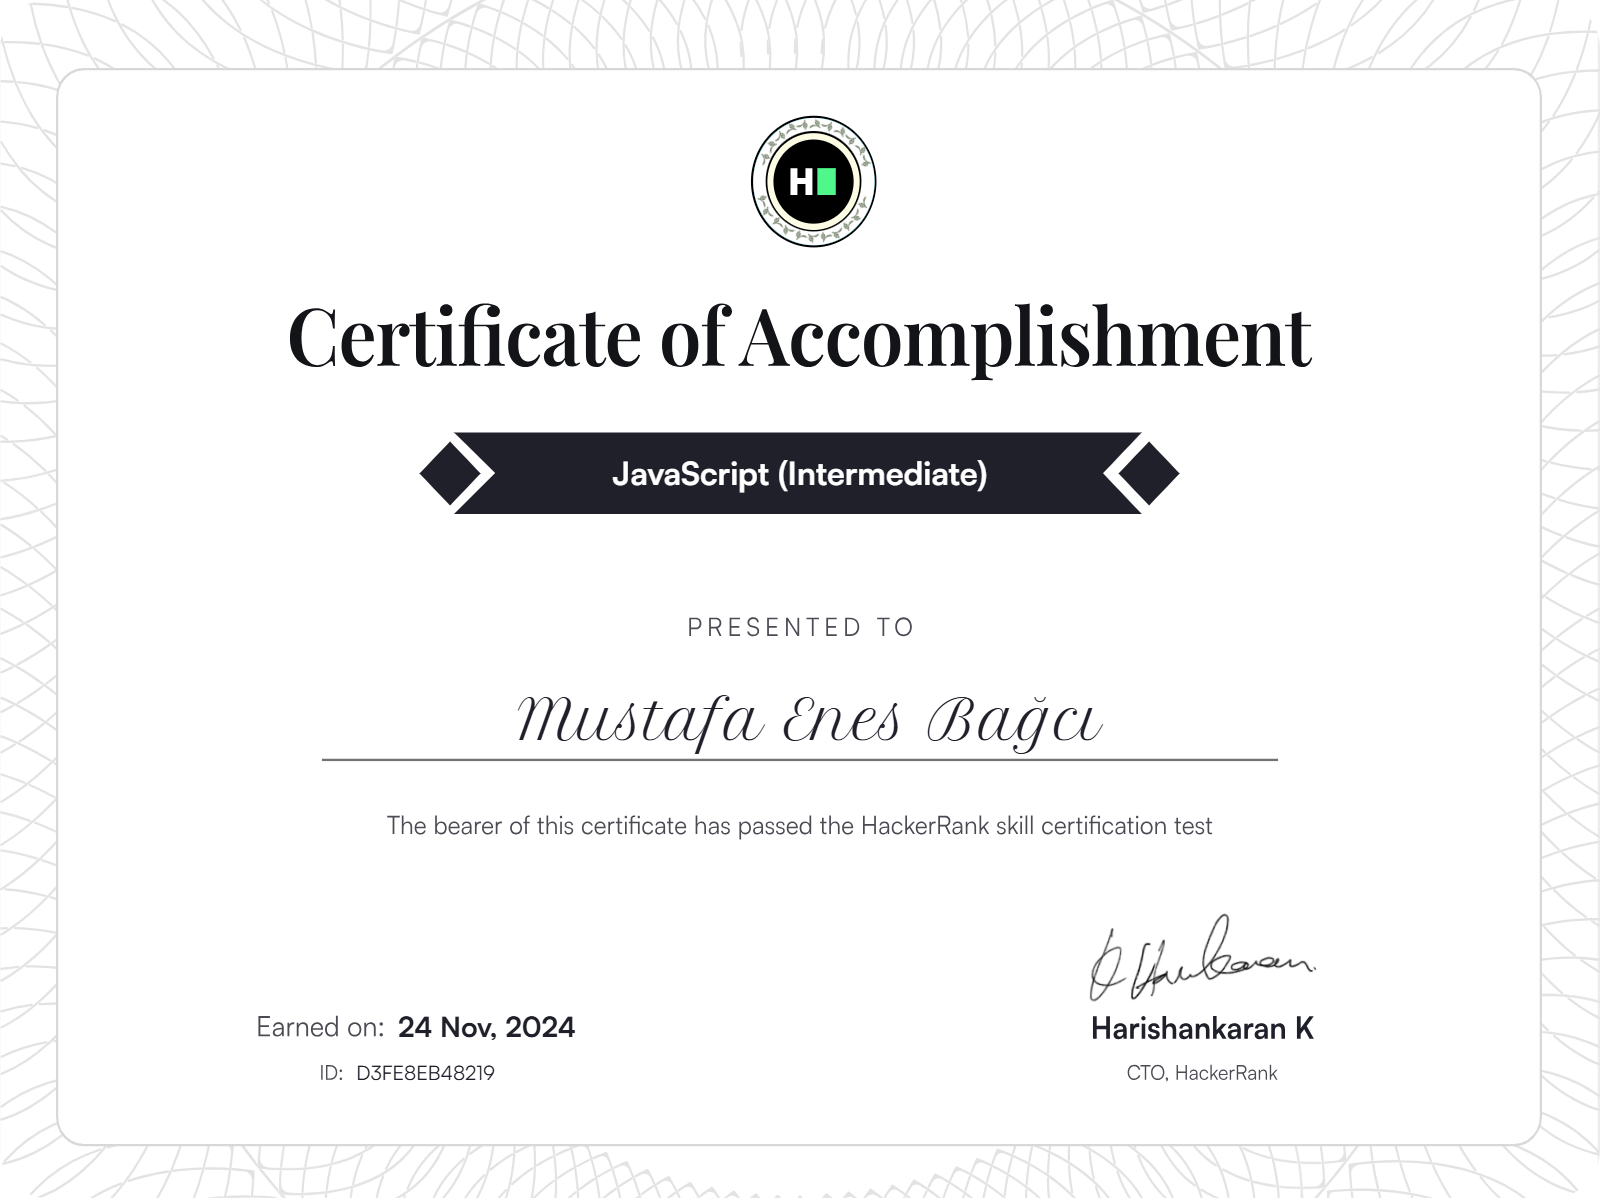 H
Certificate of Accomplishment
JavaScript (Intermediate)
PRESENTED TO
Mustafa Enes Bağcı
The bearer of this certificate has passed the HackerRank skill certification test
Earned on: 24 Nov, 2024
ID: D3FE8EB48219
Harishankaran K
CTO, HackerRank